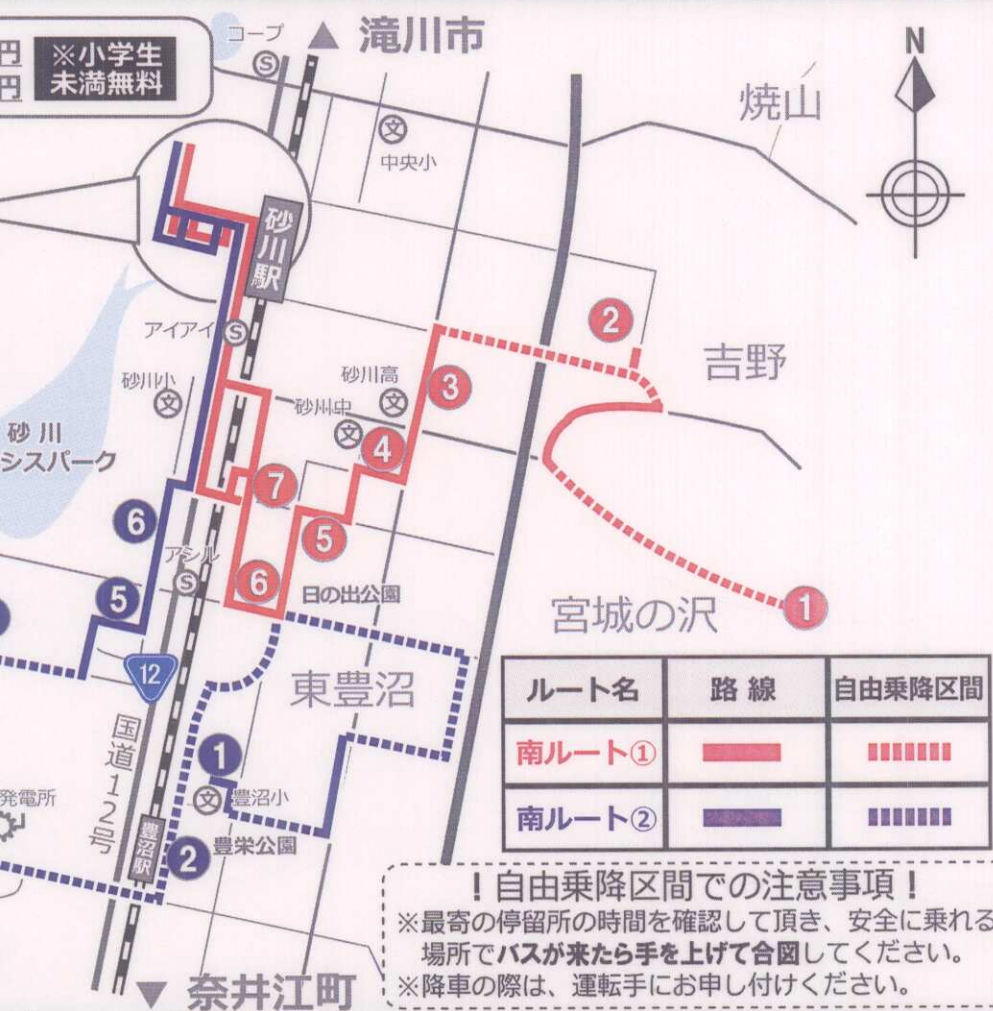 円
円
※小学生
未満無料
コープ
S
▲ 滝川市
N
焼山
文
中央小
砂川駅
アイアイ
S
2
吉野
砂川小
文
砂川高
文
砂川中
文
3
4
砂川
シスパーク
7
5
6
アシル
S
6
日の出公園
5
宮城の沢
1
12
東豊沼
国道12号
1
文
豊沼小
発電所
豊沼駅
2
豊栄公園
ルート名 路線 自由乗降区間
南ルート①
南ルート②
!自由乗降区間での注意事項!
※最寄の停留所の時間を確認して頂き、安全に乗れる
場所でバスが来たら手を上げて合図してください。
※降車の際は、運転手にお申し付けください。
▼ 奈井江町